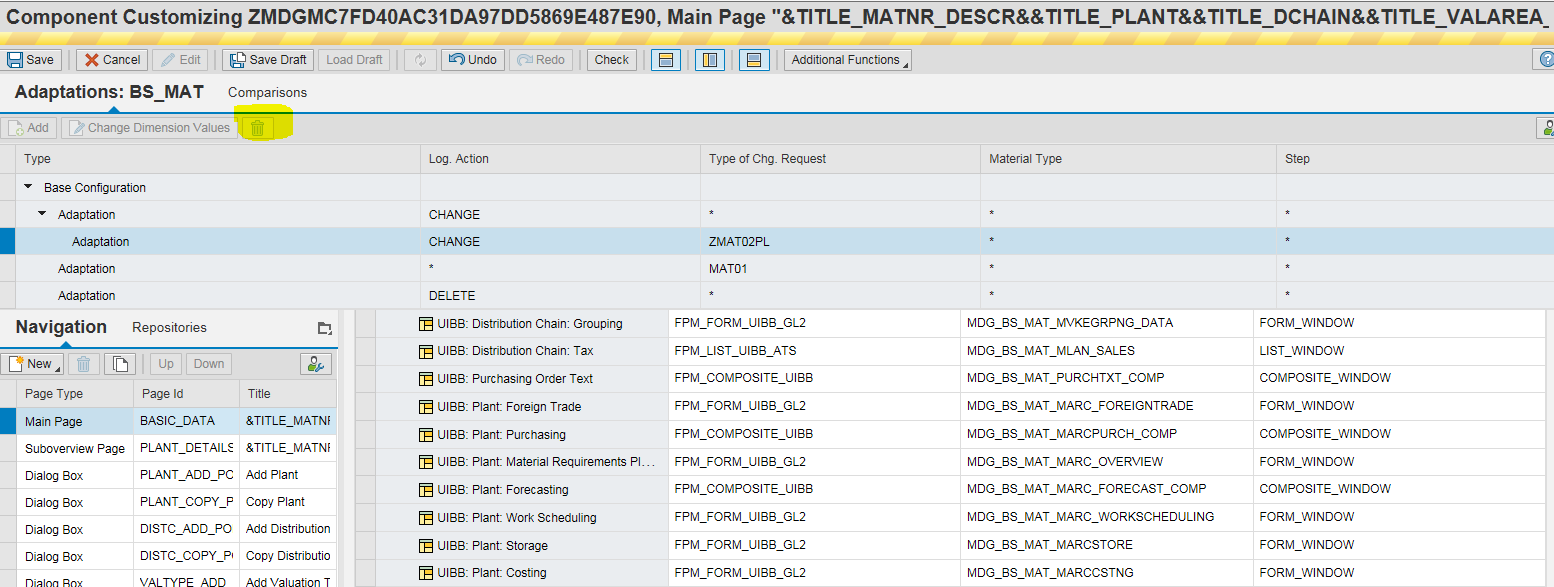 Component Customizing ZMDGMC7FD40AC31DA97DD5869E487E90, Main Page "&TITLE_MATNR_DESCR&&TITLE_PLANT&&TITLE_DCHAIN&&TITLE_VALAREA_
Save Cancel Edit Save Draft Load Draft Undo Redo Check Additional Functions
Adaptations: BS_MAT Comparisons
Add Change Dimension Values
Type Log. Action Type of Chg. Request Material Type Step
Base Configuration
Adaptation CHANGE * * *
Adaptation CHANGE ZMAT02PL * *
Adaptation * MAT01 * *
Adaptation DELETE * * *
Navigation Repositories
New Up Down
Page Type Page Id Title
Main Page BASIC_DATA &TITLE_MATNR
Suboverview Page PLANT_DETAILS &TITLE_MATNR
Dialog Box PLANT_ADD_PO Add Plant
Dialog Box PLANT_COPY_P Copy Plant
Dialog Box DISTC_ADD_PO Add Distribution
Dialog Box DISTC_COPY_P Copy Distributio
Dialog Box VALTYPE_ADD Add Valuation T
UIBB: Distribution Chain: Grouping FPM_FORM_UIBB_GL2 MDG_BS_MAT_MVKEGRPNG_DATA FORM_WINDOW
UIBB: Distribution Chain: Tax FPM_LIST_UIBB_ATS MDG_BS_MAT_MLAN_SALES LIST_WINDOW
UIBB: Purchasing Order Text FPM_COMPOSITE_UIBB MDG_BS_MAT_PURCHTXT_COMP COMPOSITE_WINDOW
UIBB: Plant: Foreign Trade FPM_FORM_UIBB_GL2 MDG_BS_MAT_MARC_FOREIGNTRADE FORM_WINDOW
UIBB: Plant: Purchasing FPM_COMPOSITE_UIBB MDG_BS_MAT_MARCPURCH_COMP COMPOSITE_WINDOW
UIBB: Plant: Material Requirements Pl... FPM_FORM_UIBB_GL2 MDG_BS_MAT_MARC_OVERVIEW FORM_WINDOW
UIBB: Plant: Forecasting FPM_COMPOSITE_UIBB MDG_BS_MAT_MARC_FORECAST_COMP COMPOSITE_WINDOW
UIBB: Plant: Work Scheduling FPM_FORM_UIBB_GL2 MDG_BS_MAT_MARC_WORKSCHEDULING FORM_WINDOW
UIBB: Plant: Storage FPM_FORM_UIBB_GL2 MDG_BS_MAT_MARCSTORE FORM_WINDOW
UIBB: Plant: Costing FPM_FORM_UIBB_GL2 MDG_BS_MAT_MARCCSTNG FORM_WINDOW